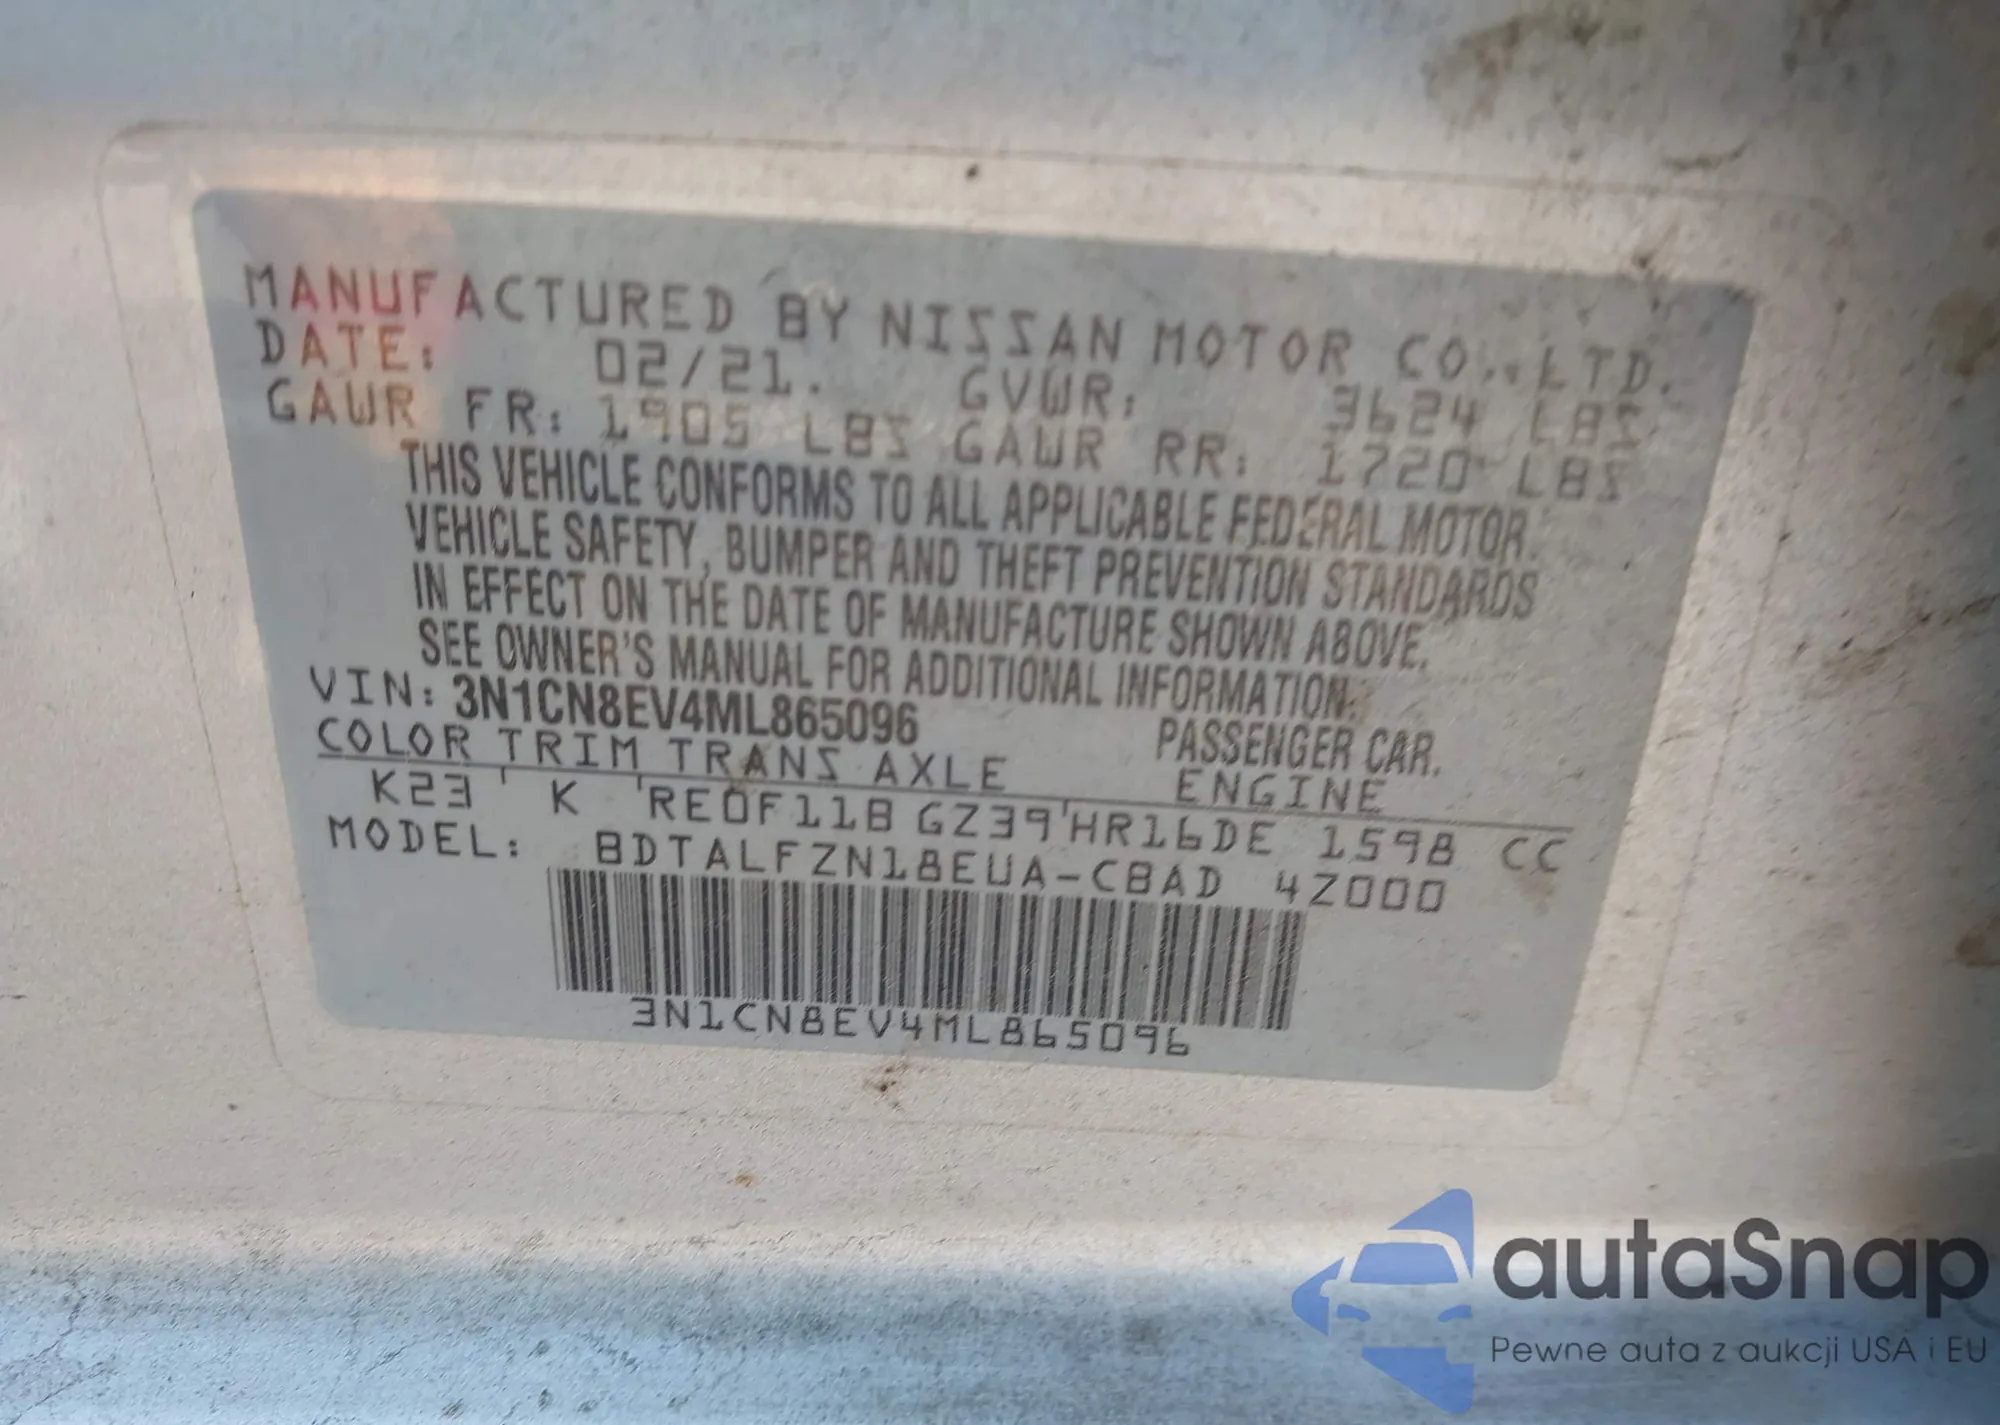 MANUFACTURED BY NISSAN MOTOR CO., LTD.
DATE: 02/21. GVWR: 3624 LBS
GAWR FR: 1905 LBS GAWR RR: 1720 LBS
THIS VEHICLE CONFORMS TO ALL APPLICABLE FEDERAL MOTOR
VEHICLE SAFETY, BUMPER AND THEFT PREVENTION STANDARDS
IN EFFECT ON THE DATE OF MANUFACTURE SHOWN ABOVE.
SEE OWNER'S MANUAL FOR ADDITIONAL INFORMATION.
VIN: 3N1CN8EV4ML865096 PASSENGER CAR.
COLOR TRIM TRANS AXLE ENGINE
K23 K RE0F11B GZ39 HR16DE 1598 CC
MODEL: BDTALFZN18EUA-CBAD 4Z000
3N1CN8EV4ML865096
autaSnap
Pewne auta z aukcji USA i EU